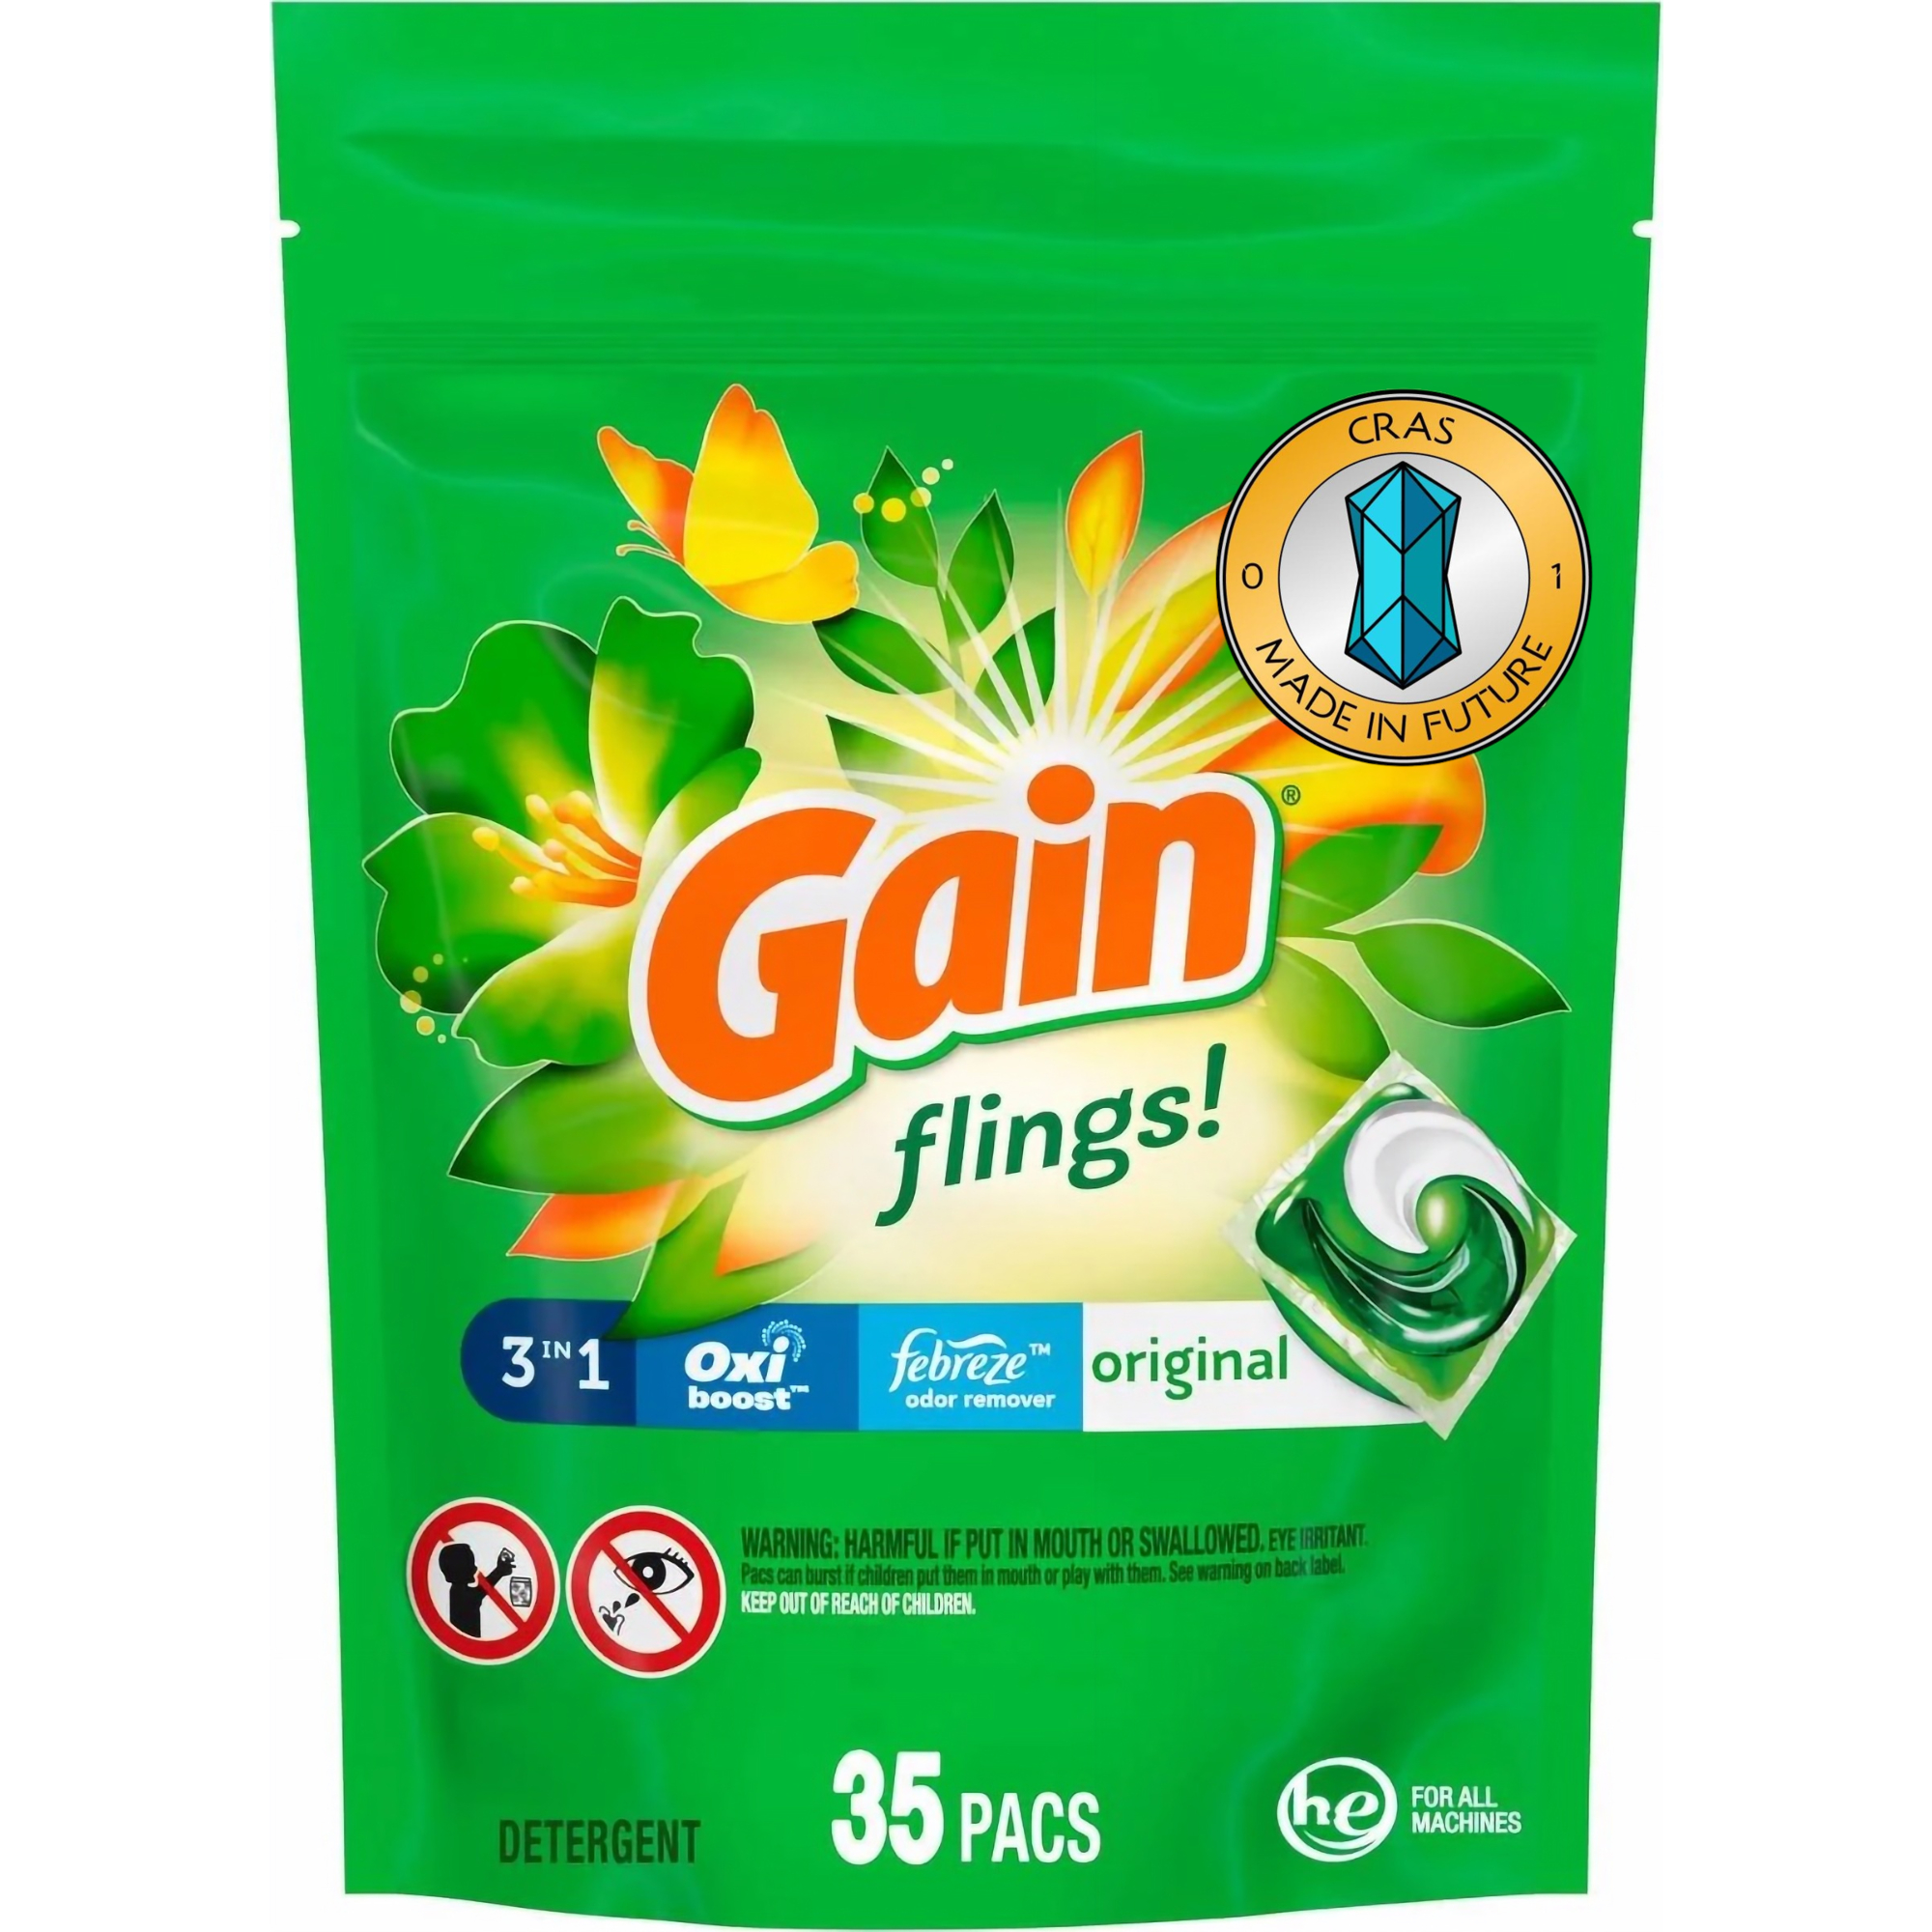 CRAS
0 1
MADE IN FUTURE
Gain®
flings!
3 IN 1
Oxi
boost™
febreze™
odor remover
original
WARNING: HARMFUL IF PUT IN MOUTH OR SWALLOWED. EYE IRRITANT.
Pacs can burst if children put them in mouth or play with them. See warning on back label.
KEEP OUT OF REACH OF CHILDREN.
DETERGENT
35 PACS
he
FOR ALL
MACHINES